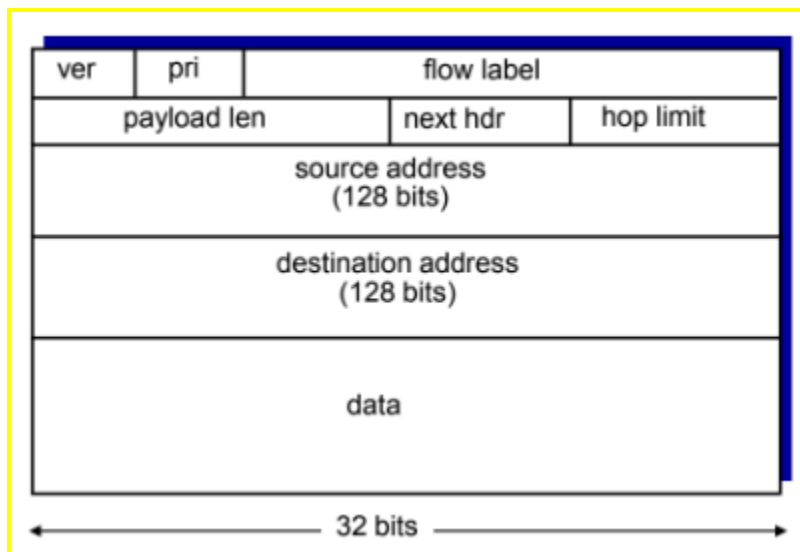 ver pri flow label
payload len next hdr hop limit
source address
(128 bits)
destination address
(128 bits)
data
32 bits